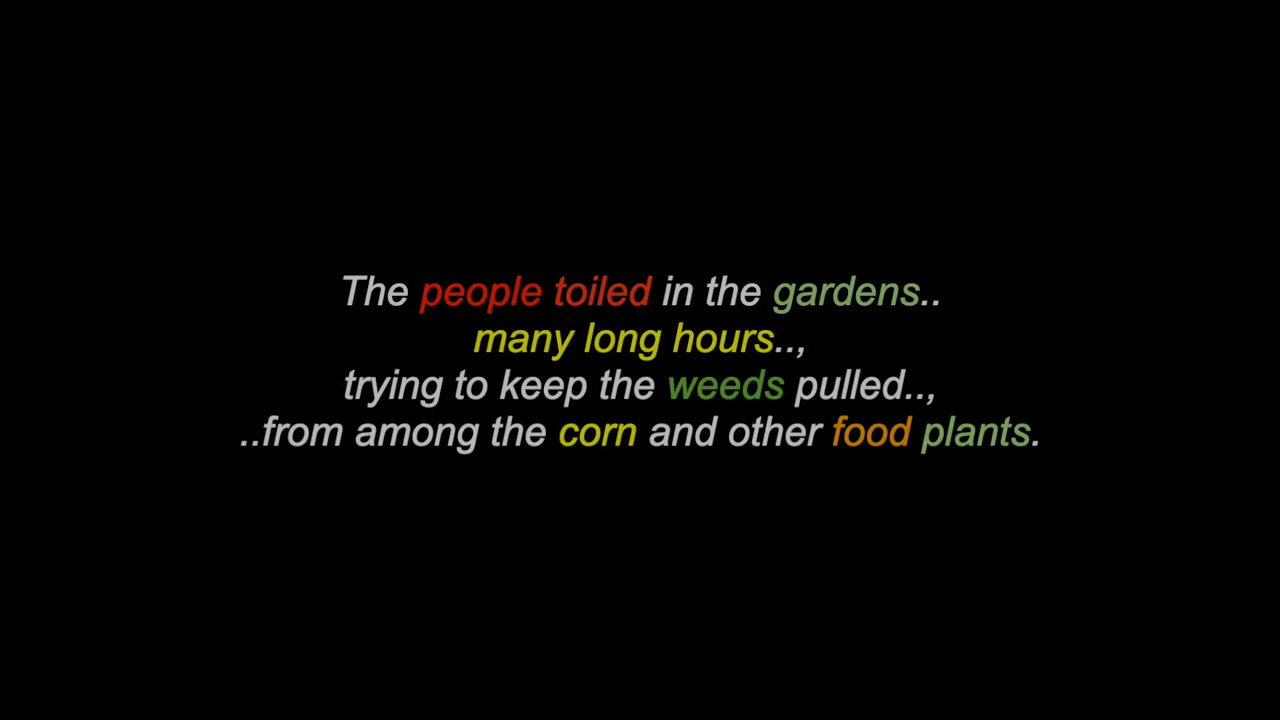 The people toiled in the gardens..
many long hours..,
trying to keep the weeds pulled..,
..from among the corn and other food plants.